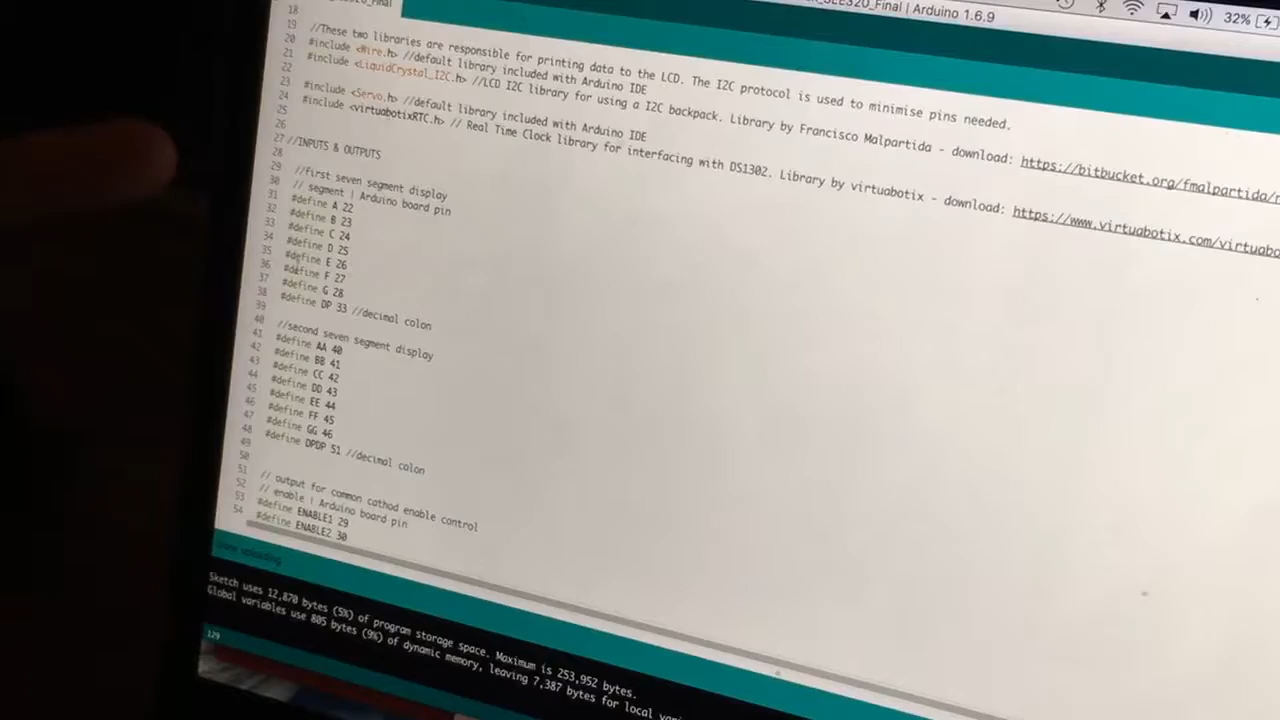 Final | Arduino 1.6.9
32%
18
19 //These two libraries are responsible for printing data to the LCD. The I2C protocol is used to minimise pins needed.
20 #include <Wire.h> //default library included with Arduino IDE
21 #include <LiquidCrystal_I2C.h> //LCD I2C library for using a I2C backpack. Library by Francisco Malpartida - download: https://bitbucket.org/fmalpartida/
22
23 #include <Servo.h> //default library included with Arduino IDE
24 #include <virtuabotixRTC.h> // Real Time Clock library for interfacing with DS1302. Library by virtuabotix - download: https://www.virtuabotix.com/virtuabo
25
26
27 //INPUTS & OUTPUTS
28
29 //first seven segment display
30 // segment | Arduino board pin
31 #define A 22
32 #define B 23
33 #define C 24
34 #define D 25
35 #define E 26
36 #define F 27
37 #define G 28
38 #define DP 33 //decimal colon
39
40 //second seven segment display
41 #define AA 40
42 #define BB 41
43 #define CC 42
44 #define DD 43
45 #define EE 44
46 #define FF 45
47 #define GG 46
48 #define DPDP 51 //decimal colon
49
50
51 // output for common cathod enable control
52 // enable | Arduino board pin
53 #define ENABLE1 29
54 #define ENABLE2 30
uploading
Sketch uses 12,870 bytes (5%) of program storage space. Maximum is 253,952 bytes.
Global variables use 805 bytes (9%) of dynamic memory, leaving 7,387 bytes for local
129